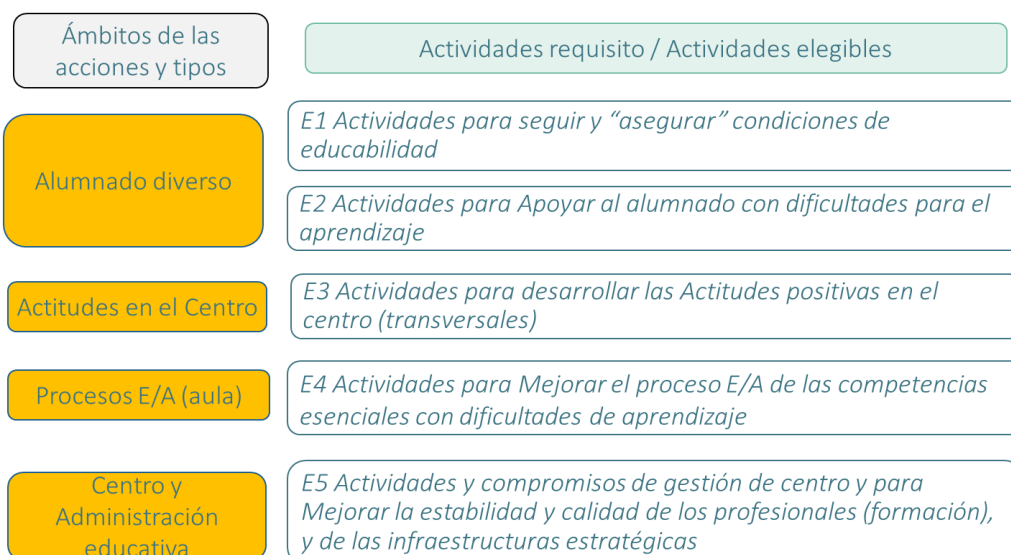 Ámbitos de las
acciones y tipos
Actividades requisito / Actividades elegibles
Alumnado diverso
E1 Actividades para seguir y “asegurar” condiciones de
educabilidad
E2 Actividades para Apoyar al alumnado con dificultades para el
aprendizaje
Actitudes en el Centro
E3 Actividades para desarrollar las Actitudes positivas en el
centro (transversales)
Procesos E/A (aula)
E4 Actividades para Mejorar el proceso E/A de las competencias
esenciales con dificultades de aprendizaje
Centro y
Administración
educativa
E5 Actividades y compromisos de gestión de centro y para
Mejorar la estabilidad y calidad de los profesionales (formación),
y de las infraestructuras estratégicas